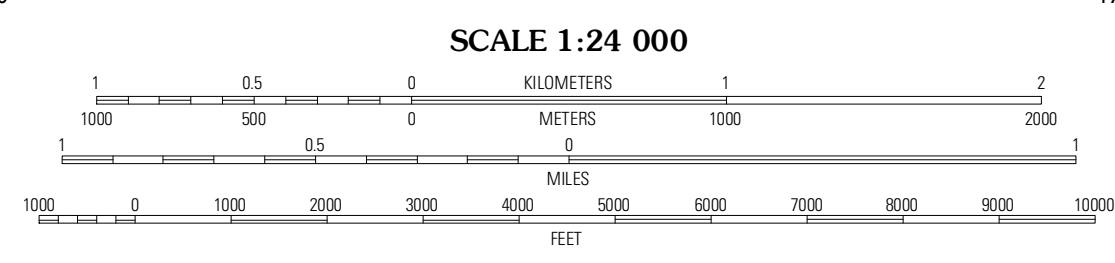 SCALE 1:24 000
1 0.5 0 KILOMETERS 1 2
1000 500 0 METERS 1000 2000
1 0.5 0 1
MILES
1000 0 1000 2000 3000 4000 5000 6000 7000 8000 9000 10000
FEET